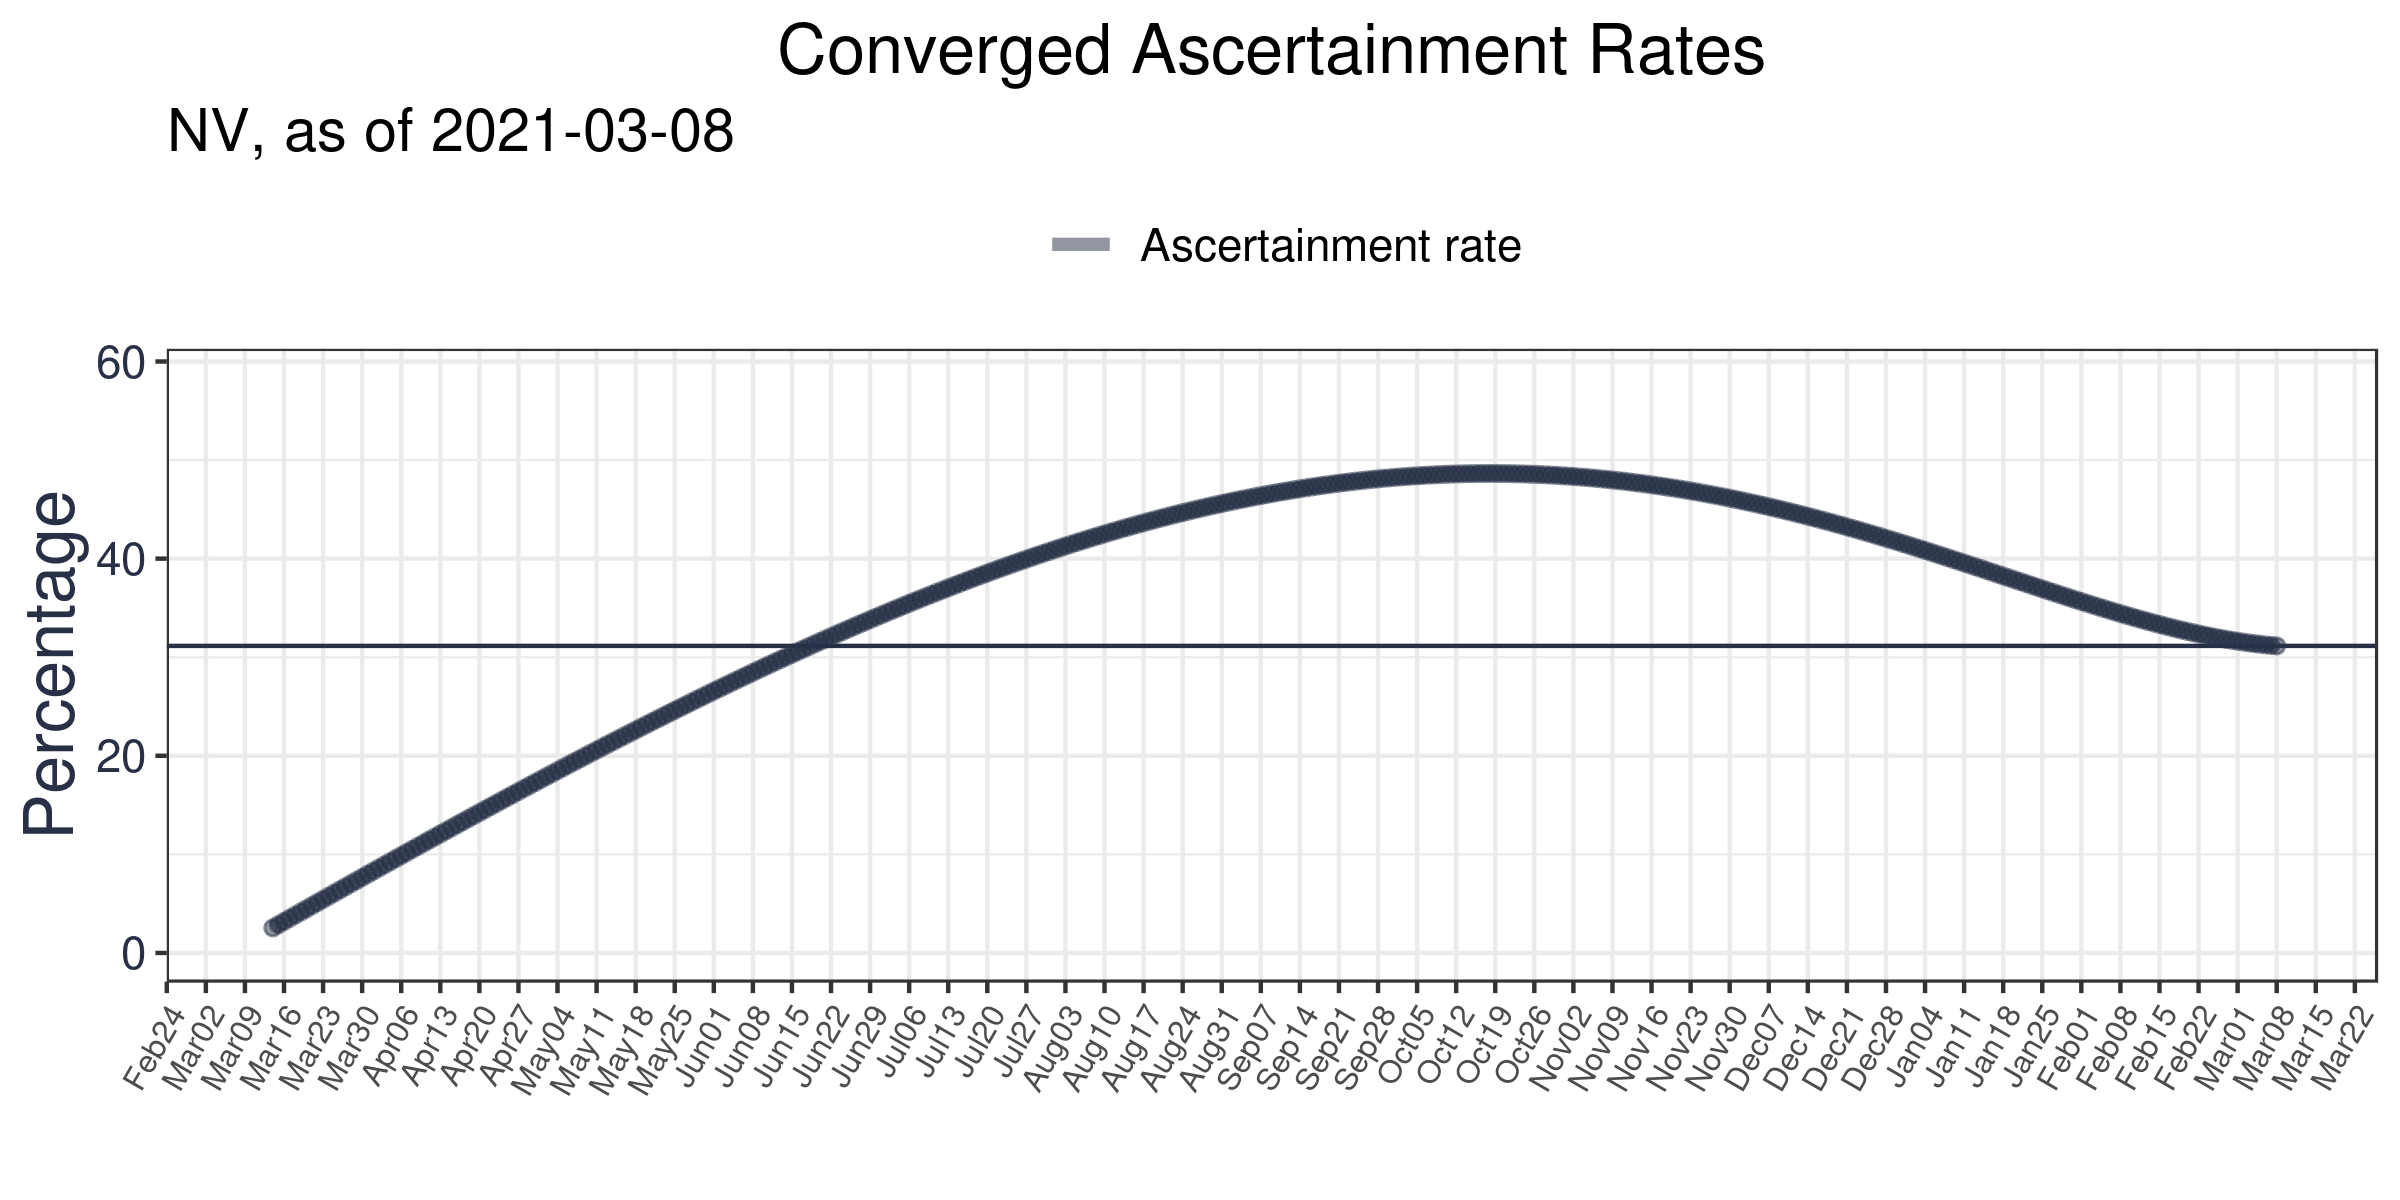 Converged Ascertainment Rates
NV, as of 2021-03-08
Ascertainment rate
Percentage
60
40
20
0
Feb24 Mar02 Mar09 Mar16 Mar23 Mar30 Apr06 Apr13 Apr20 Apr27 May04 May11 May18 May25 Jun01 Jun08 Jun15 Jun22 Jun29 Jul06 Jul13 Jul20 Jul27 Aug03 Aug10 Aug17 Aug24 Aug31 Sep07 Sep14 Sep21 Sep28 Oct05 Oct12 Oct19 Oct26 Nov02 Nov09 Nov16 Nov23 Nov30 Dec07 Dec14 Dec21 Dec28 Jan04 Jan11 Jan18 Jan25 Feb01 Feb08 Feb15 Feb22 Mar01 Mar08 Mar15 Mar22